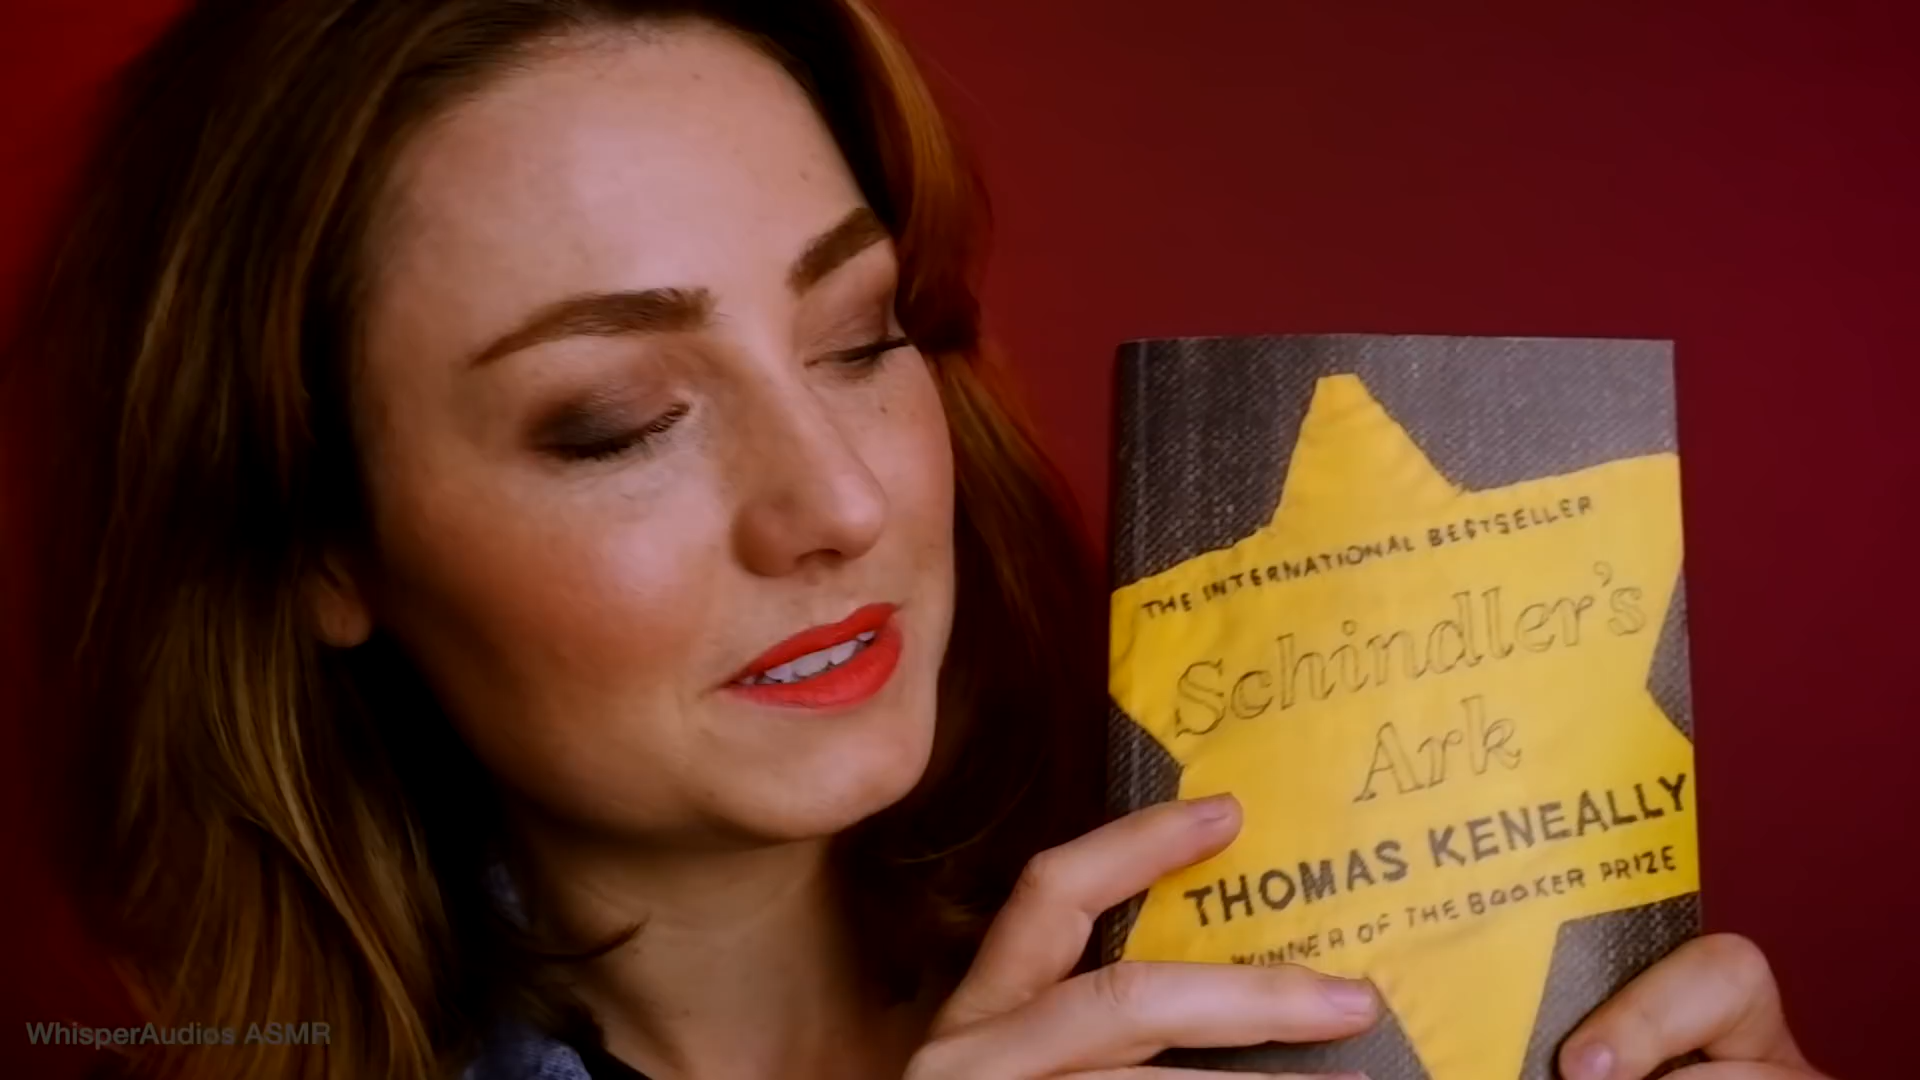 THE INTERNATIONAL BESTSELLER
Schindler's
Ark
THOMAS KENEALLY
WINNER OF THE BOOKER PRIZE
WhisperAudios ASMR